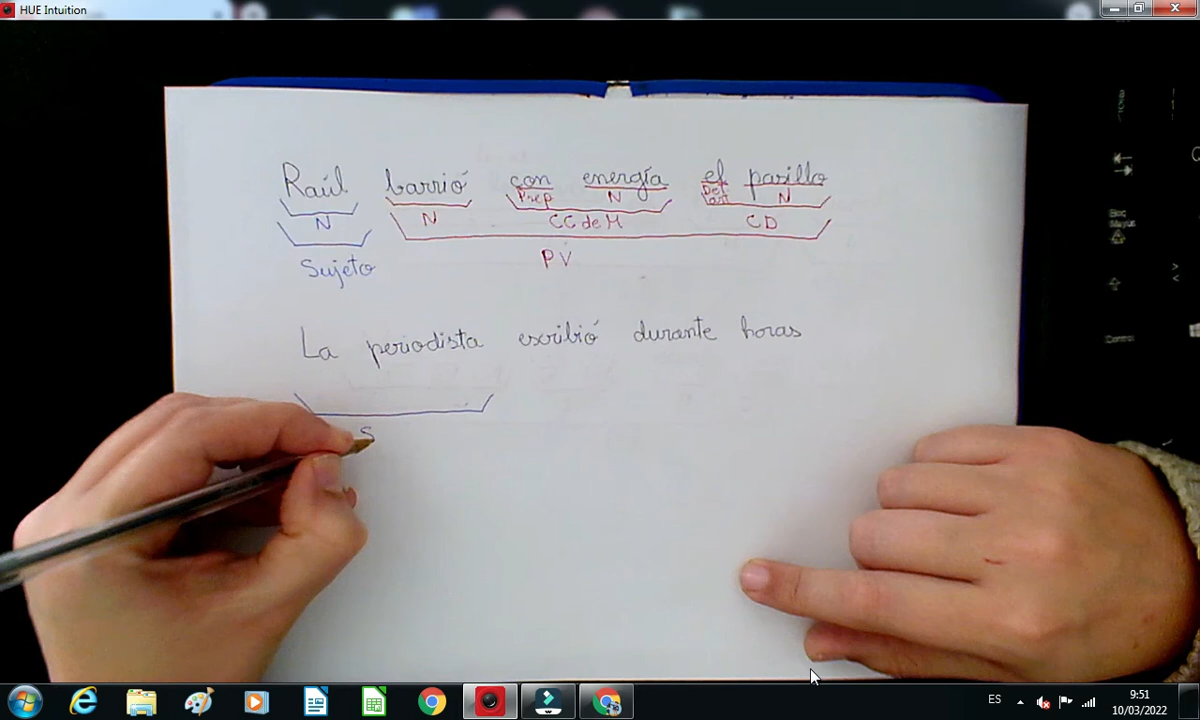 HUE Intuition
Raúl barrió con energía el pasillo
Prep N Det art N
N N CC de M CD
Sujeto PV
La periodista escribió durante horas
S
ES 9:51
10/03/2022